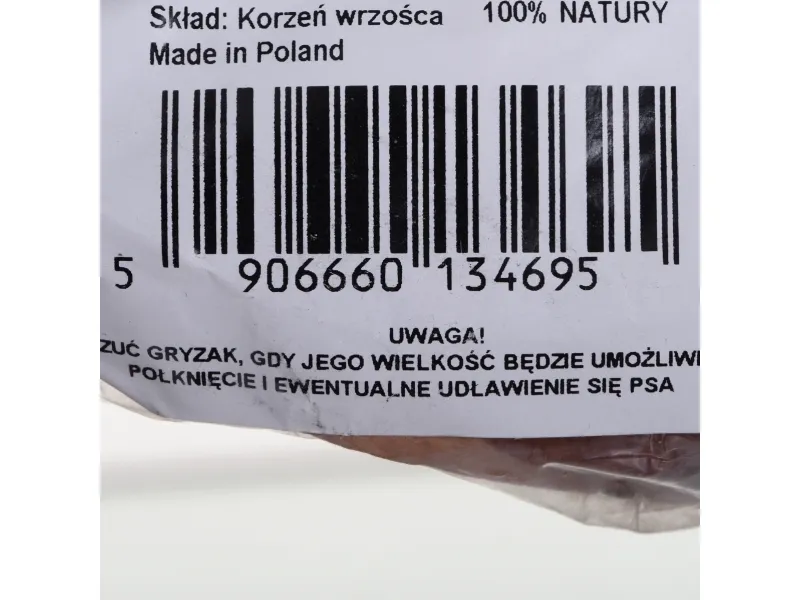 Skład: Korzeń wrzośca 100% NATURY
Made in Poland
5 906660 134695
UWAGA!
ZUĆ GRYZAK, GDY JEGO WIELKOŚĆ BĘDZIE UMOŻLIWI
POŁKNIĘCIE I EWENTUALNE UDŁAWIENIE SIĘ PSA